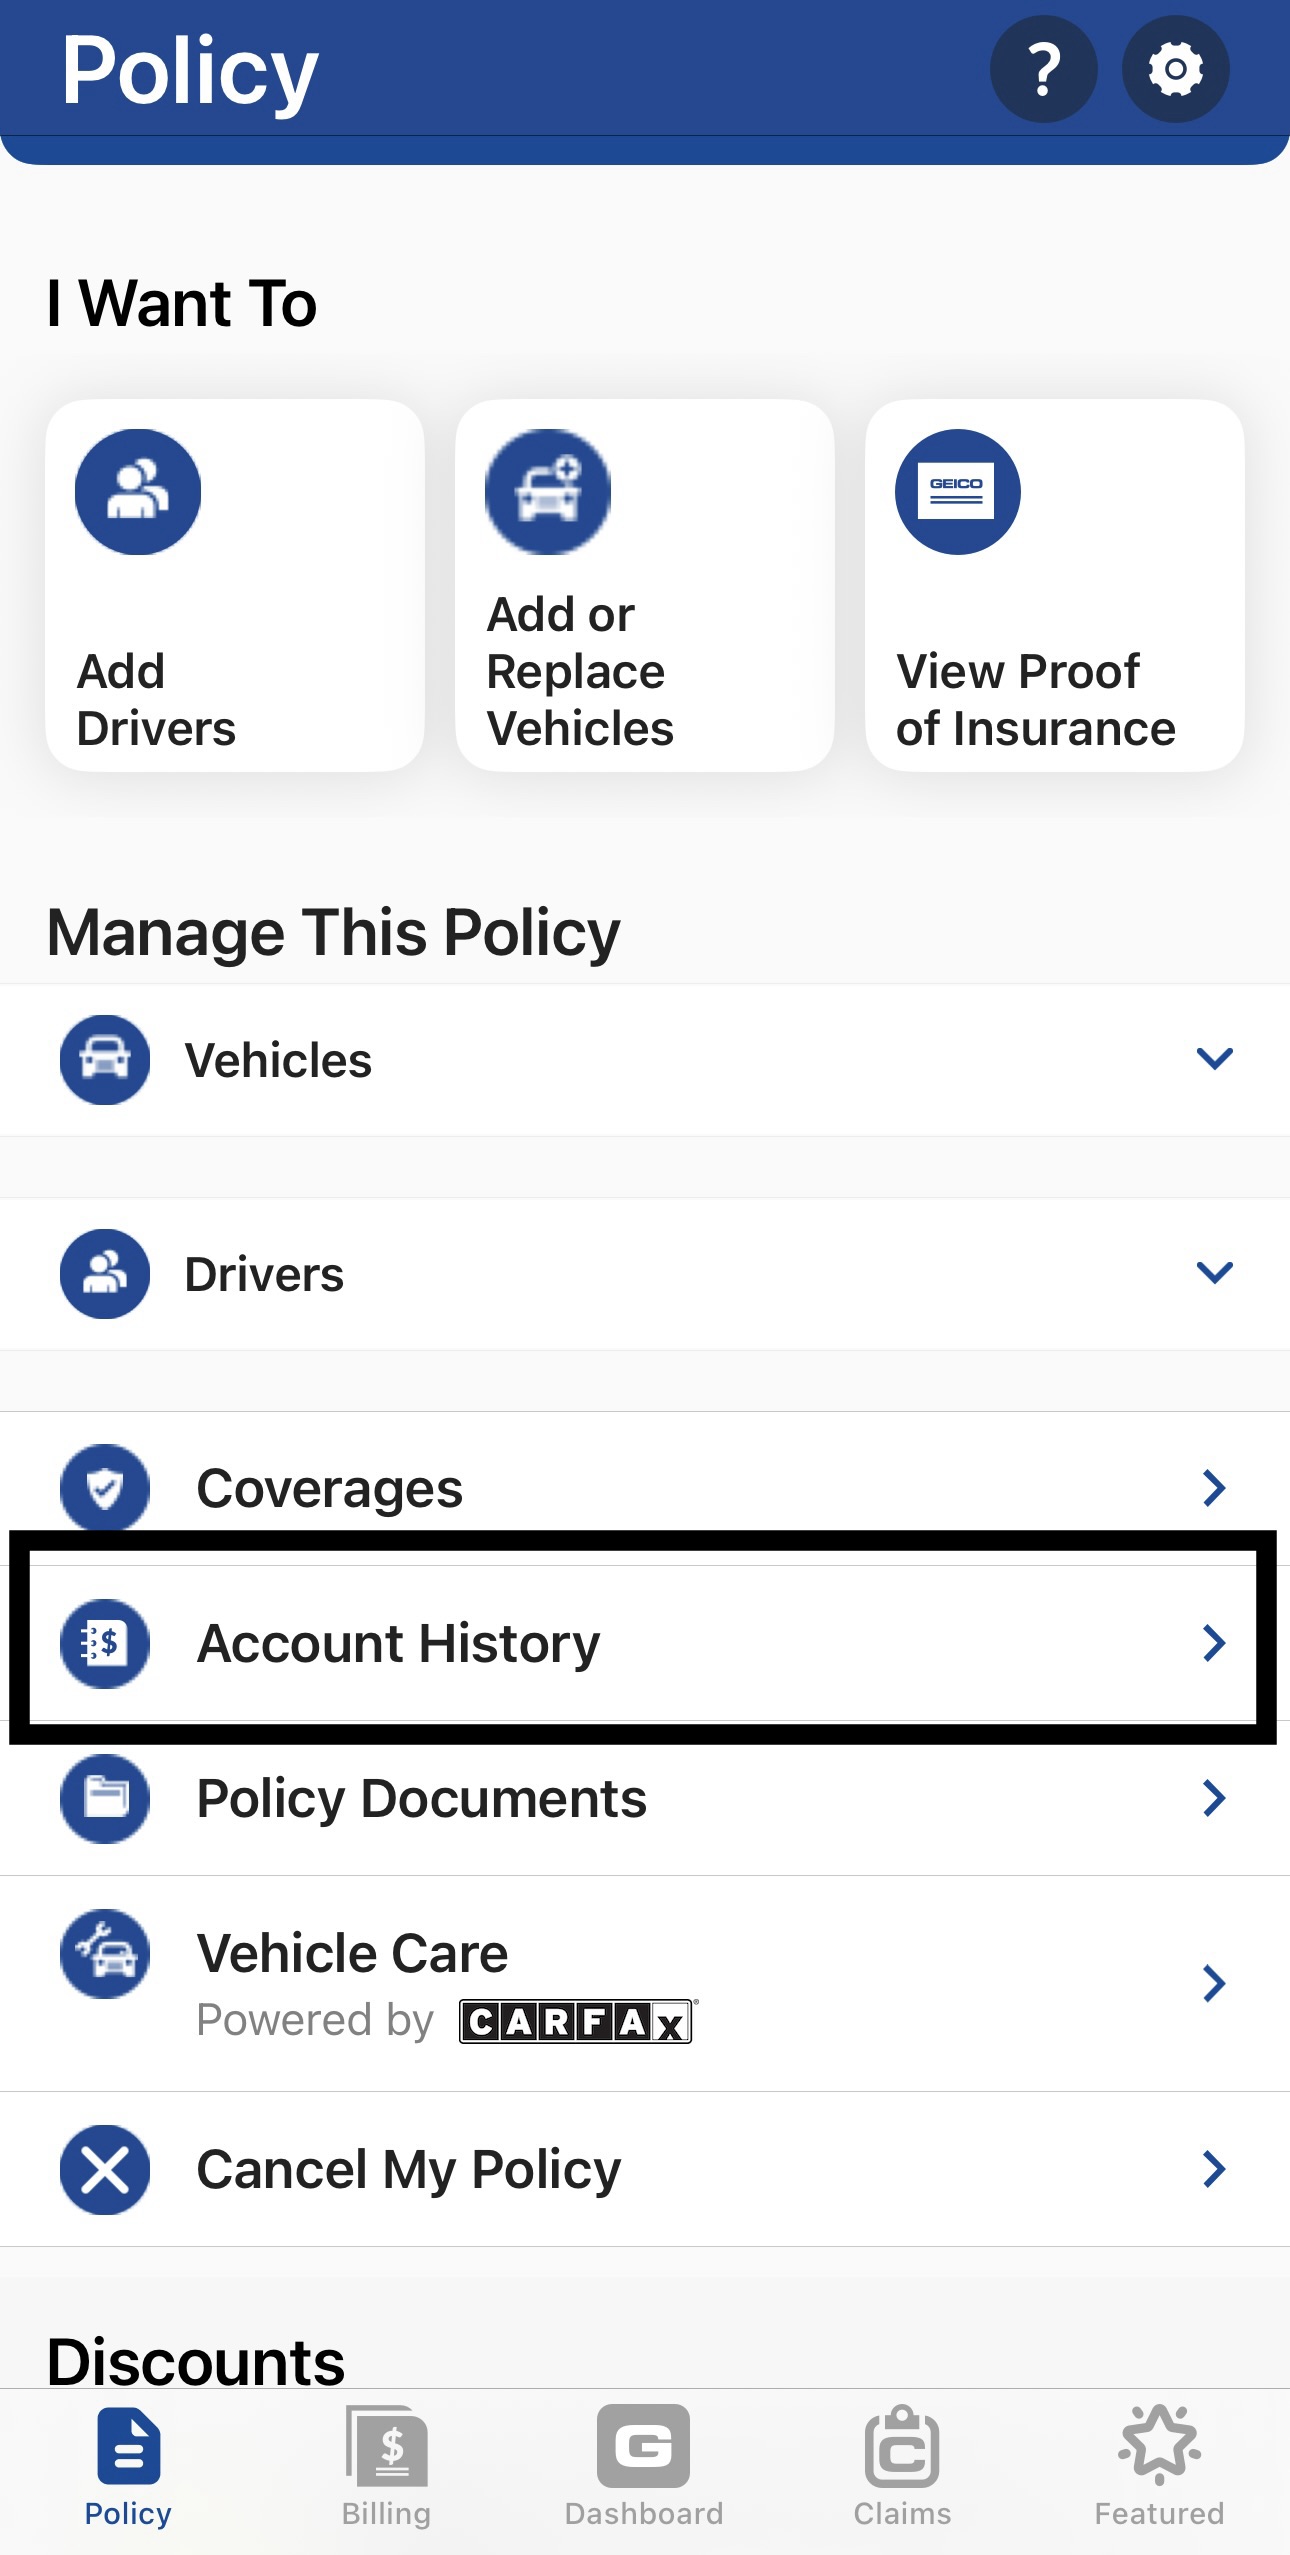 Policy
?
I Want To
Add
Drivers
Add or
Replace
Vehicles
GEICO
View Proof
of Insurance
Manage This Policy
Vehicles
Drivers
Coverages
$
Account History
Policy Documents
Vehicle Care
Powered by CARFAX®
Cancel My Policy
Discounts
Policy
$
Billing
G
Dashboard
C
Claims
Featured